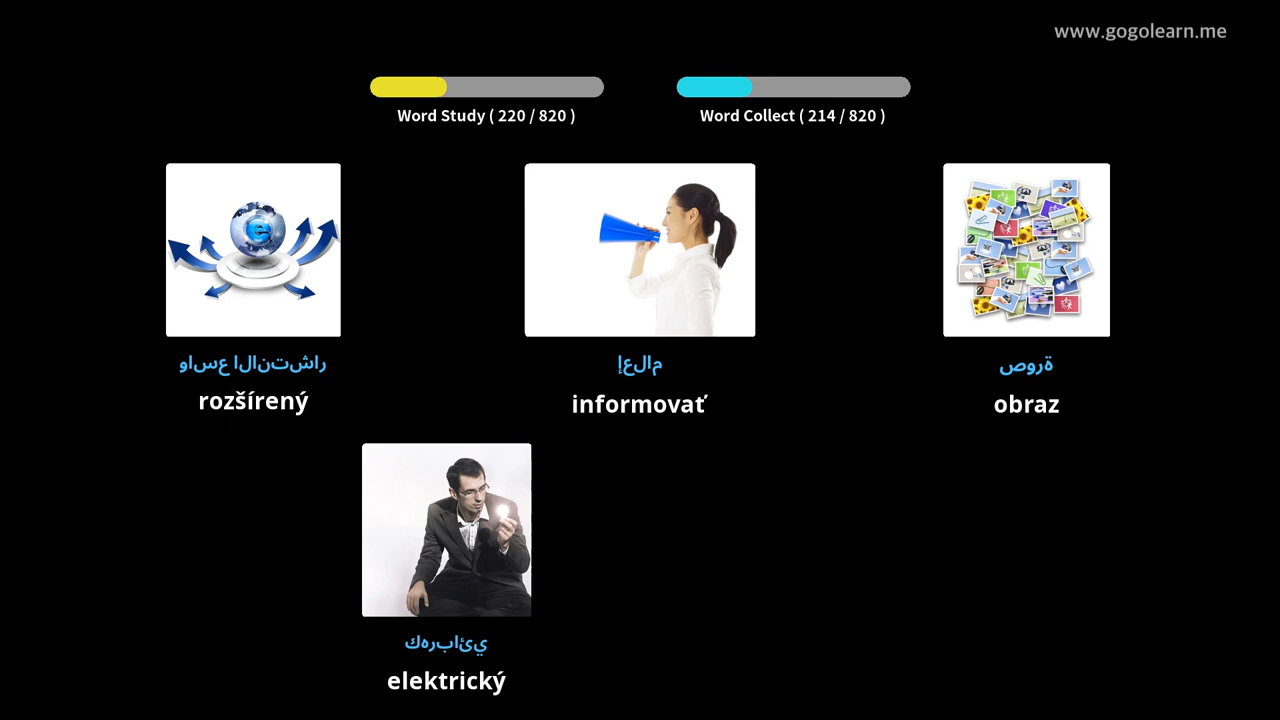 www.gogolearn.me
Word Study ( 220 / 820 )
Word Collect ( 214 / 820 )
واسع الانتشار
rozšírený
إعلام
informovať
صورة
obraz
كهربائي
elektrický